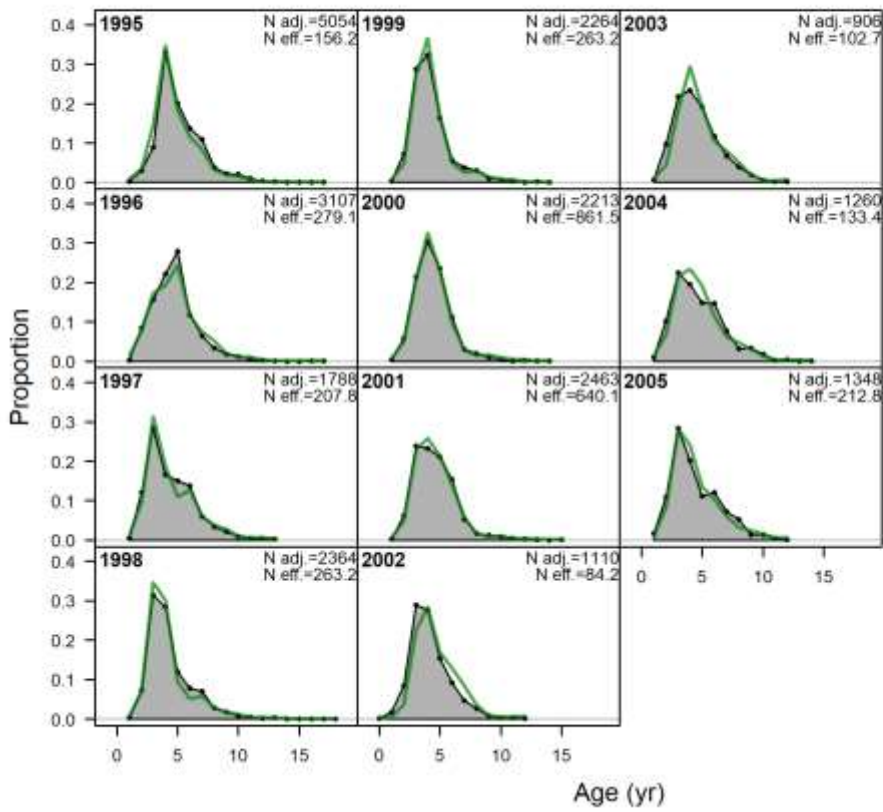 1995
N adj.=5054
N eff.=156.2
1999
N adj.=2264
N eff.=263.2
2003
N adj.=906
N eff.=102.7
0.4
0.3
0.2
0.1
0.0
1996
N adj.=3107
N eff.=279.1
2000
N adj.=2213
N eff.=861.5
2004
N adj.=1260
N eff.=133.4
0.4
0.3
0.2
0.1
0.0
1997
N adj.=1788
N eff.=207.8
2001
N adj.=2463
N eff.=640.1
2005
N adj.=1348
N eff.=212.8
0.4
0.3
0.2
0.1
0.0
1998
N adj.=2364
N eff.=263.2
2002
N adj.=1110
N eff.=84.2
0 5 10 15
0.4
0.3
0.2
0.1
0.0
0 5 10 15
0 5 10 15
Proportion
Age (yr)